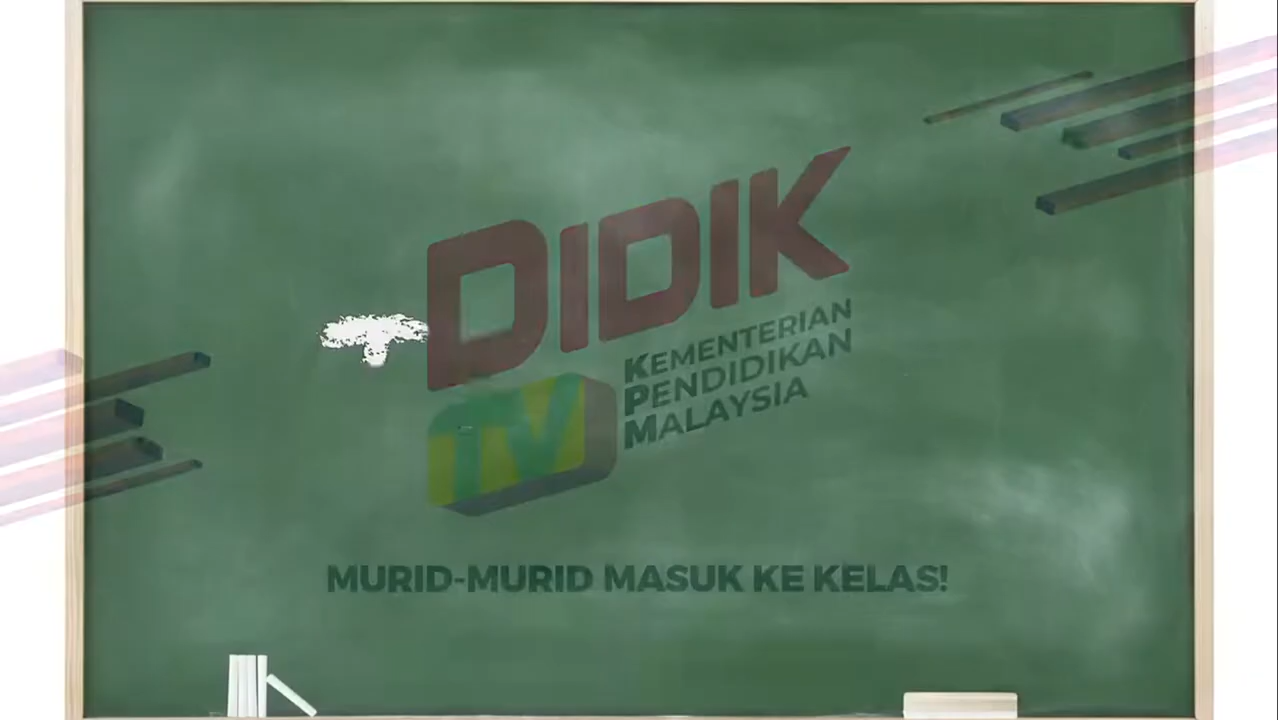 DIDIK
TV
KEMENTERIAN
PENDIDIKAN
MALAYSIA
MURID-MURID MASUK KE KELAS!